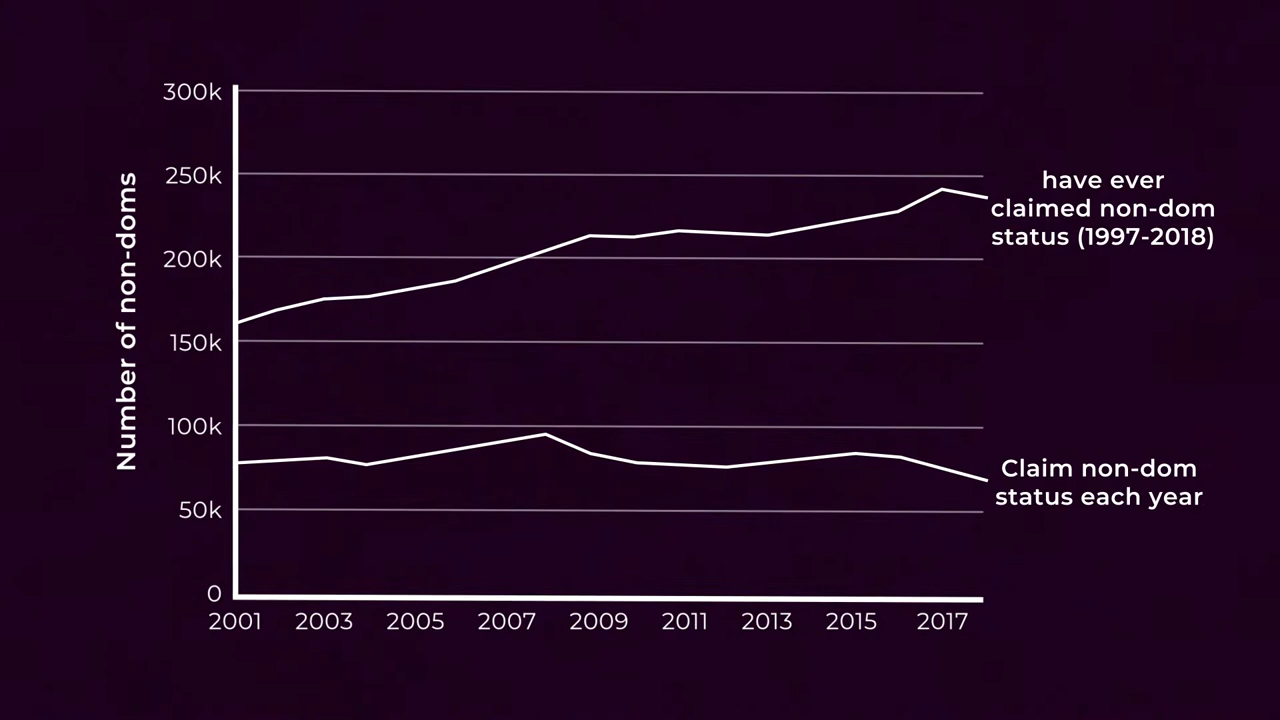 300k
250k
200k
150k
100k
50k
0
Number of non-doms
2001 2003 2005 2007 2009 2011 2013 2015 2017
have ever
claimed non-dom
status (1997-2018)
Claim non-dom
status each year